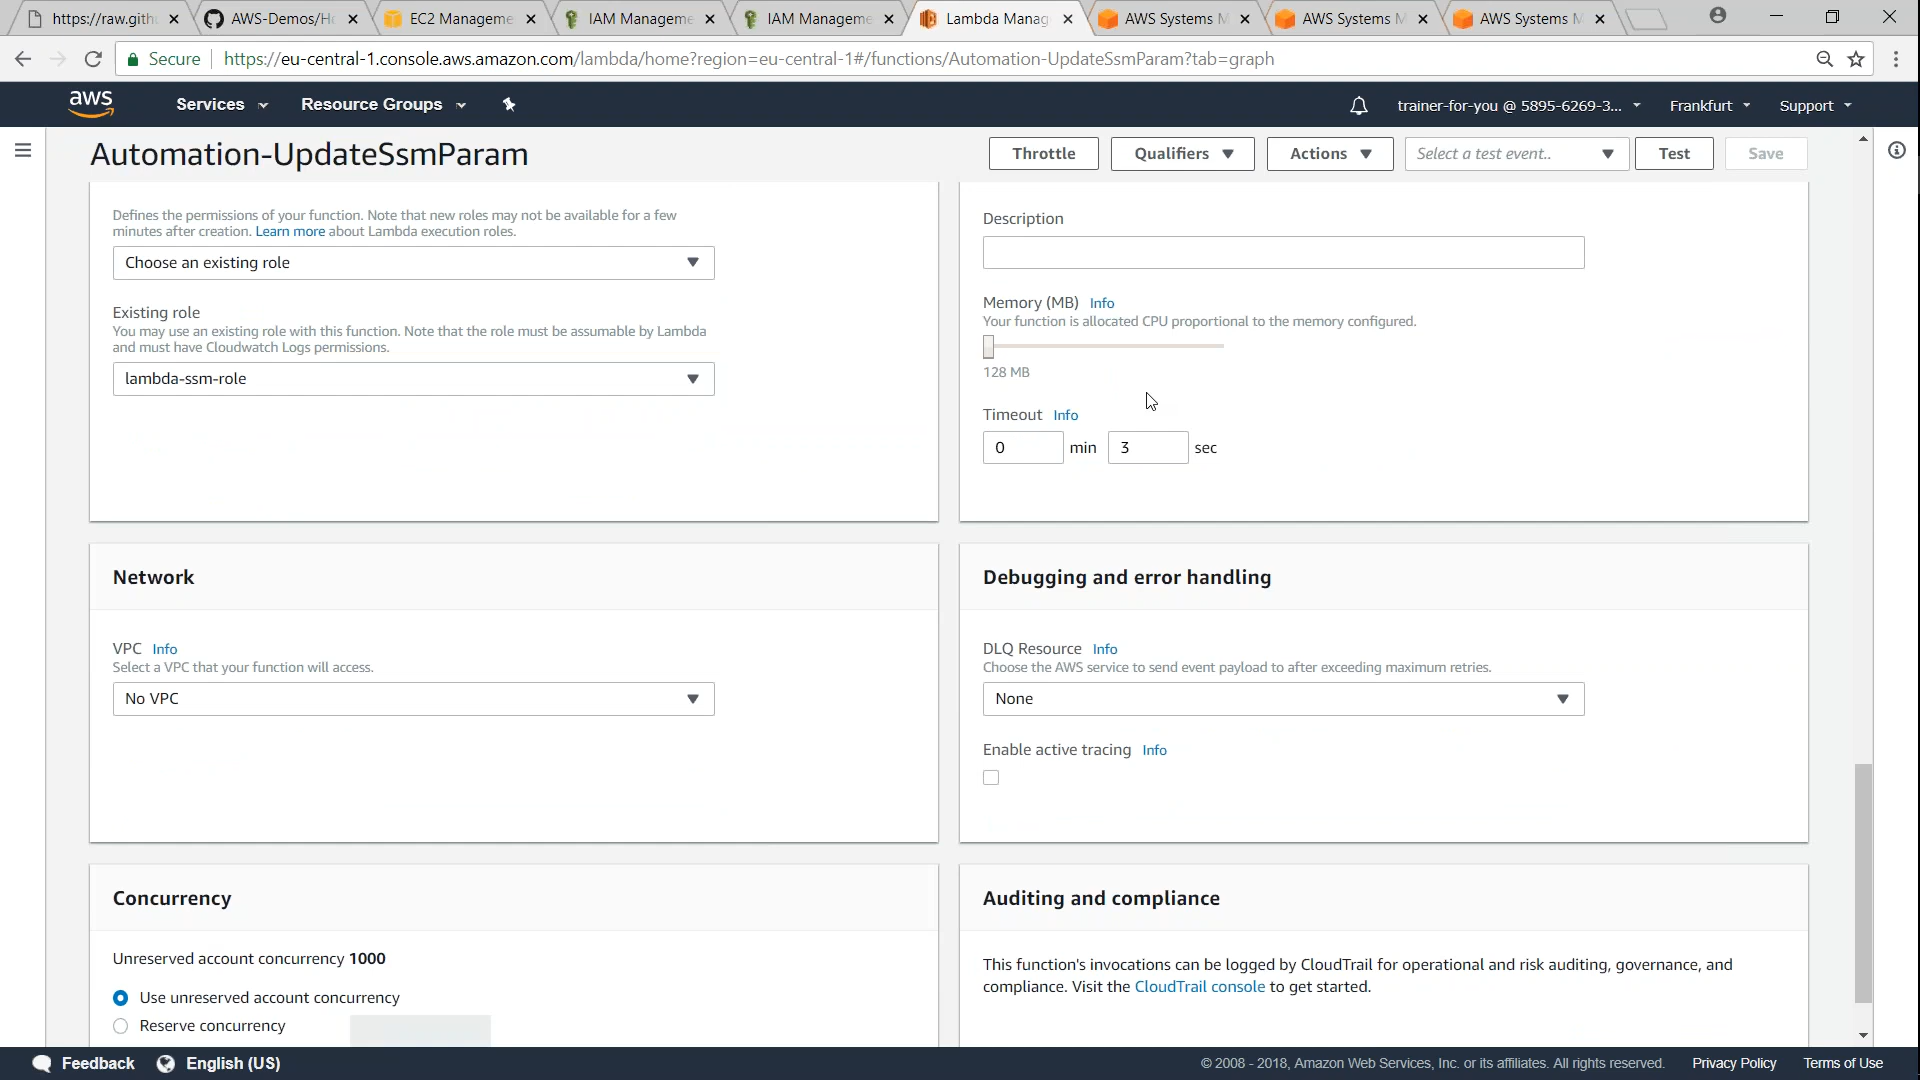 https://raw.gith
AWS-Demos/H
EC2 Manageme
IAM Manageme
IAM Manageme
Lambda Manag
AWS Systems M
AWS Systems M
AWS Systems M
Secure
https://eu-central-1.console.aws.amazon.com/lambda/home?region=eu-central-1#/functions/Automation-UpdateSsmParam?tab=graph
aws
Services
Resource Groups
trainer-for-you @ 5895-6269-3...
Frankfurt
Support
Automation-UpdateSsmParam
Throttle
Qualifiers
Actions
Select a test event..
Test
Save
Defines the permissions of your function. Note that new roles may not be available for a few
minutes after creation. Learn more about Lambda execution roles.
Choose an existing role
Existing role
You may use an existing role with this function. Note that the role must be assumable by Lambda
and must have Cloudwatch Logs permissions.
lambda-ssm-role
Description
Memory (MB) Info
Your function is allocated CPU proportional to the memory configured.
128 MB
Timeout Info
0 min 3 sec
Network
VPC Info
Select a VPC that your function will access.
No VPC
Debugging and error handling
DLQ Resource Info
Choose the AWS service to send event payload to after exceeding maximum retries.
None
Enable active tracing Info
Concurrency
Unreserved account concurrency 1000
Use unreserved account concurrency
Reserve concurrency
Auditing and compliance
This function's invocations can be logged by CloudTrail for operational and risk auditing, governance, and
compliance. Visit the CloudTrail console to get started.
Feedback
English (US)
© 2008 - 2018, Amazon Web Services, Inc. or its affiliates. All rights reserved.
Privacy Policy
Terms of Use